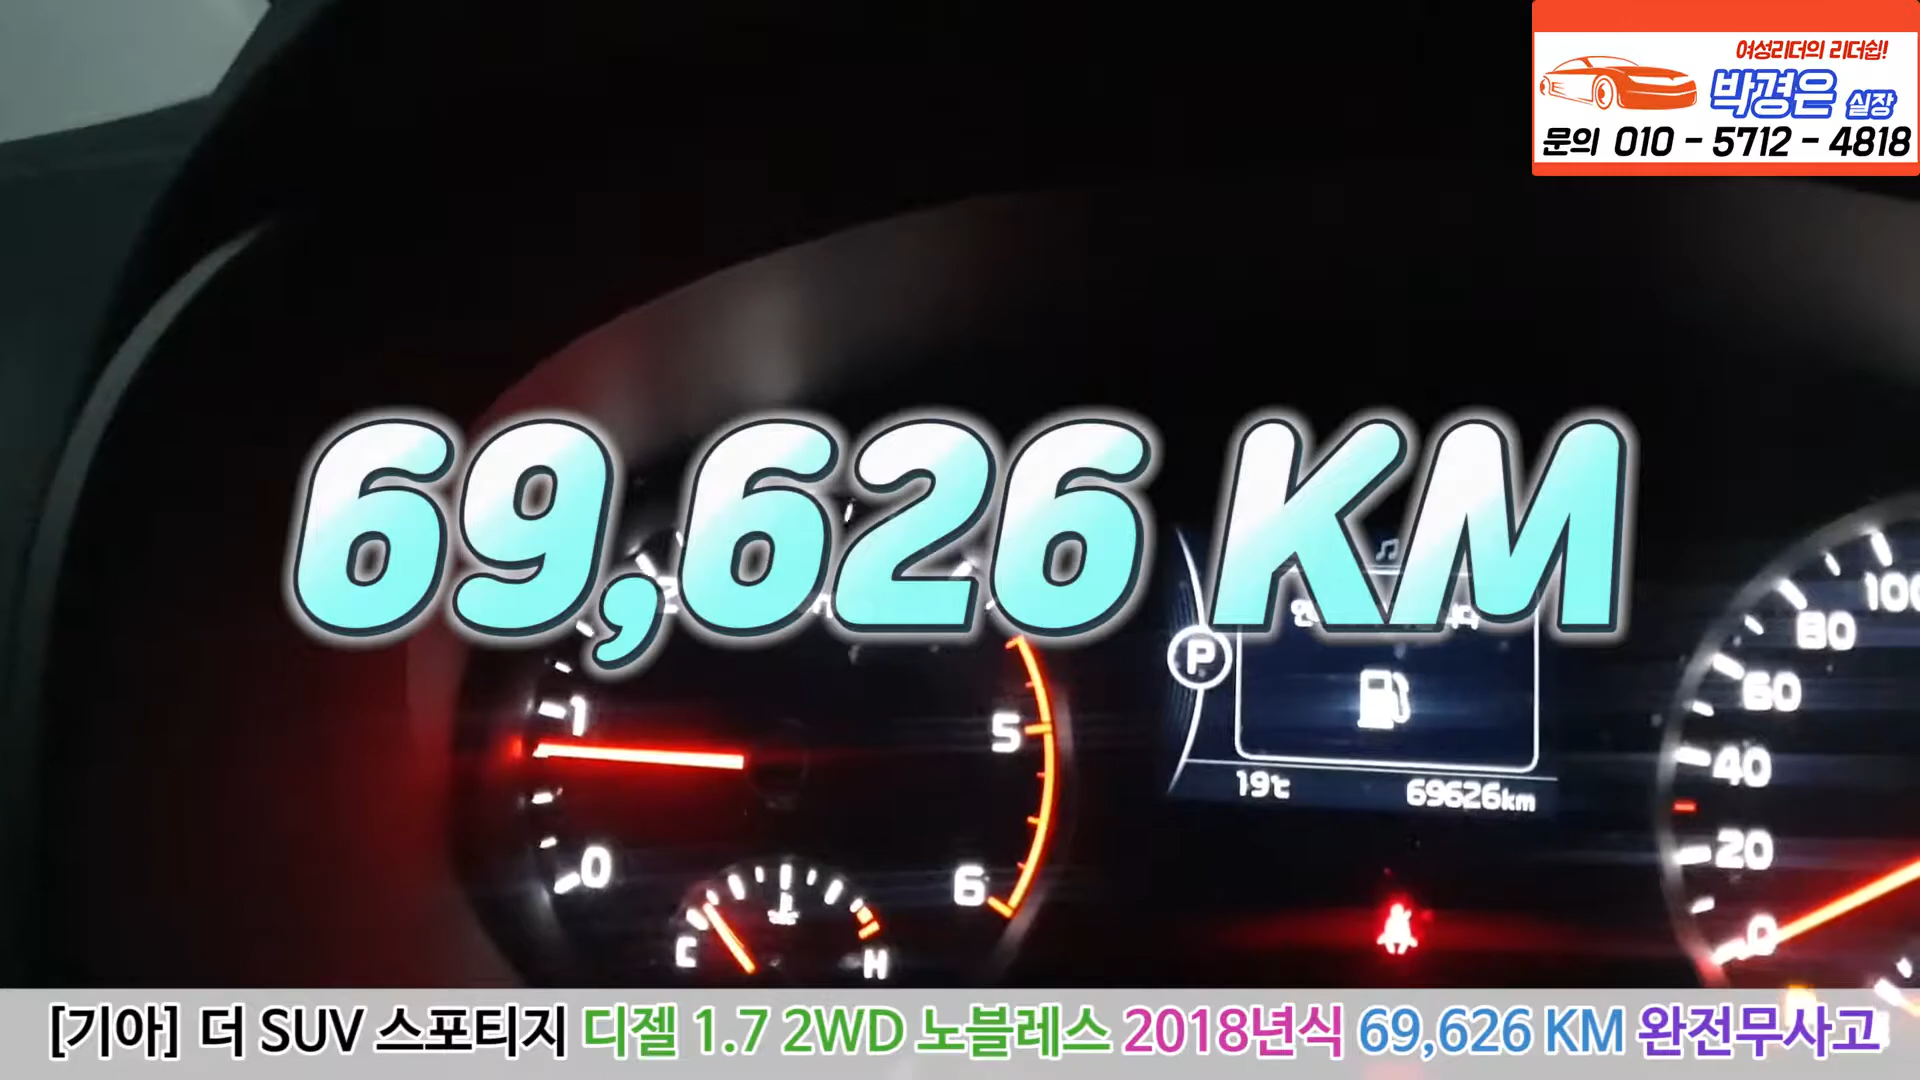 여성리더의 리더쉽!
박경은 실장
문의 010 - 5712 - 4818
69,626 KM
1
0
5
6
C
H
P
19℃
69626km
100
80
60
40
20
0
[기아] 더 SUV 스포티지 디젤 1.7 2WD 노블레스 2018년식 69,626 KM 완전무사고